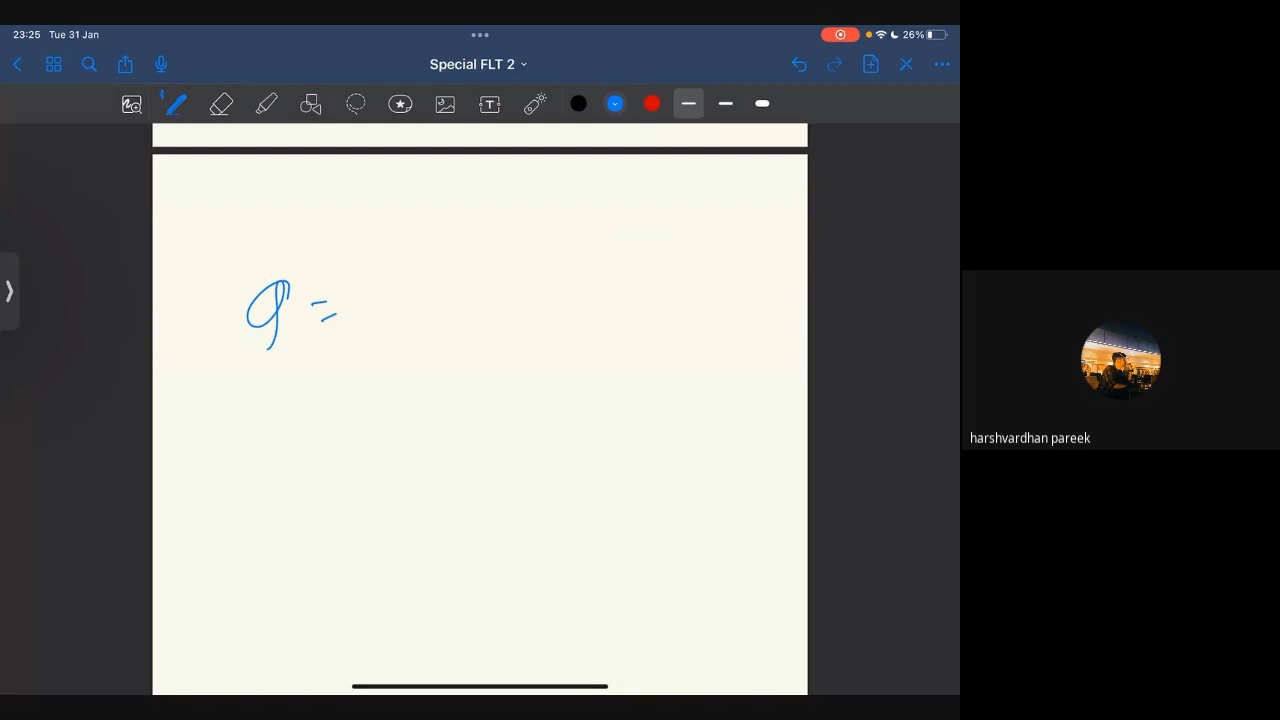 23:25 Tue 31 Jan
26%
Special FLT 2
T
=
harshvardhan pareek